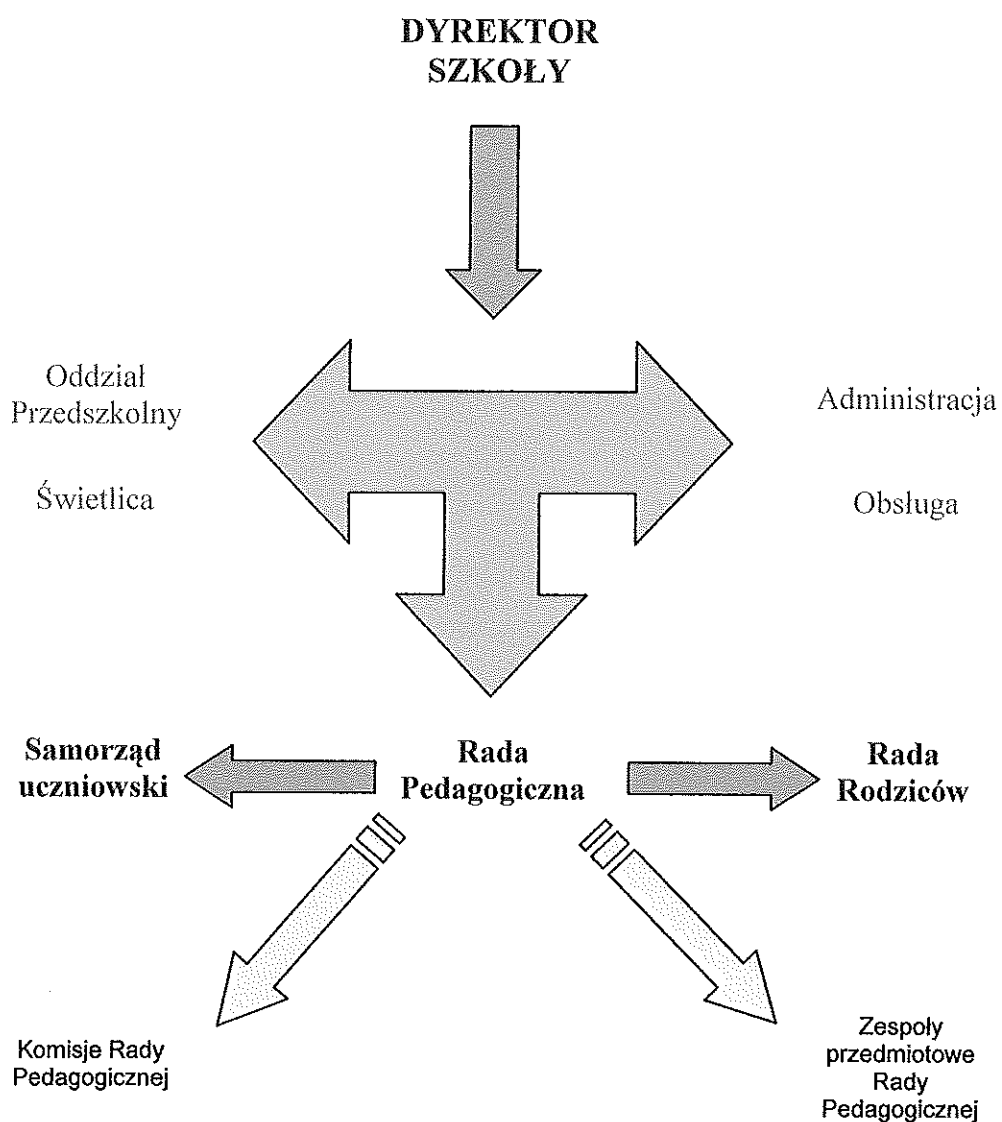 DYREKTOR
SZKOŁY
Oddział
Przedszkolny
Świetlica
Administracja
Obsługa
Samorząd
uczniowski
Rada
Pedagogiczna
Rada
Rodziców
Komisje Rady
Pedagogicznej
Zespoły
przedmiotowe
Rady
Pedagogicznej